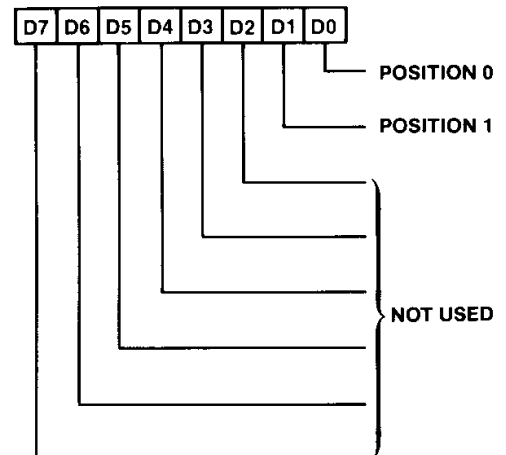 D7 D6 D5 D4 D3 D2 D1 D0
POSITION 0
POSITION 1
NOT USED